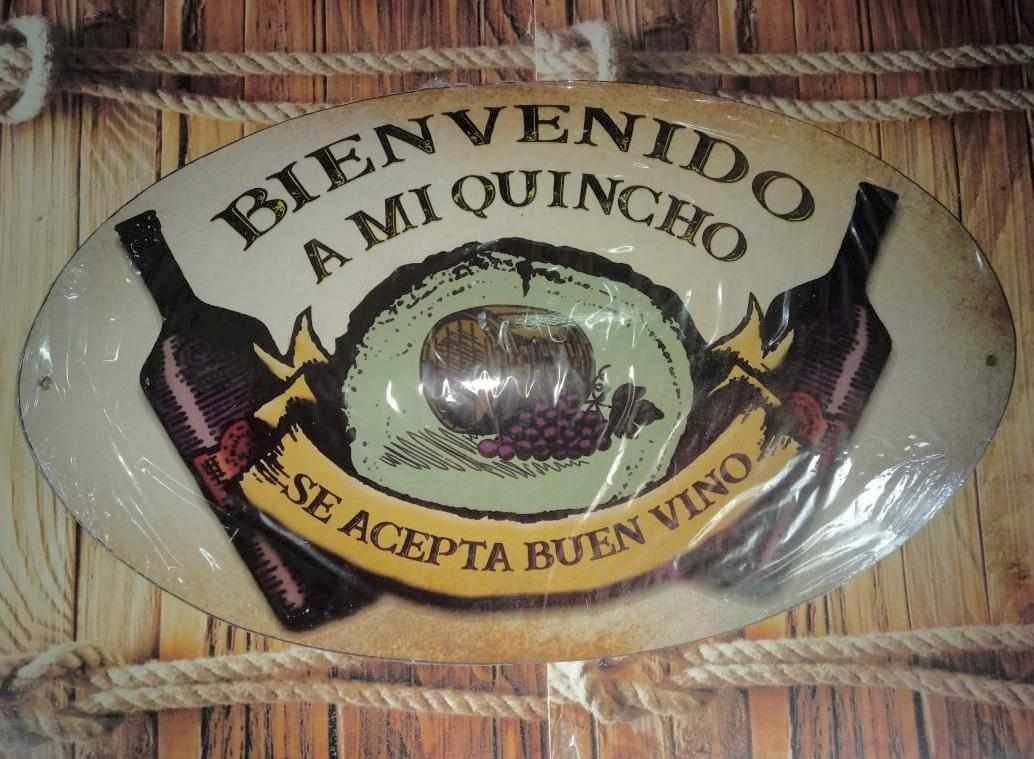 BIENVENIDO
A MI QUINCHO
SE ACEPTA BUEN VINO